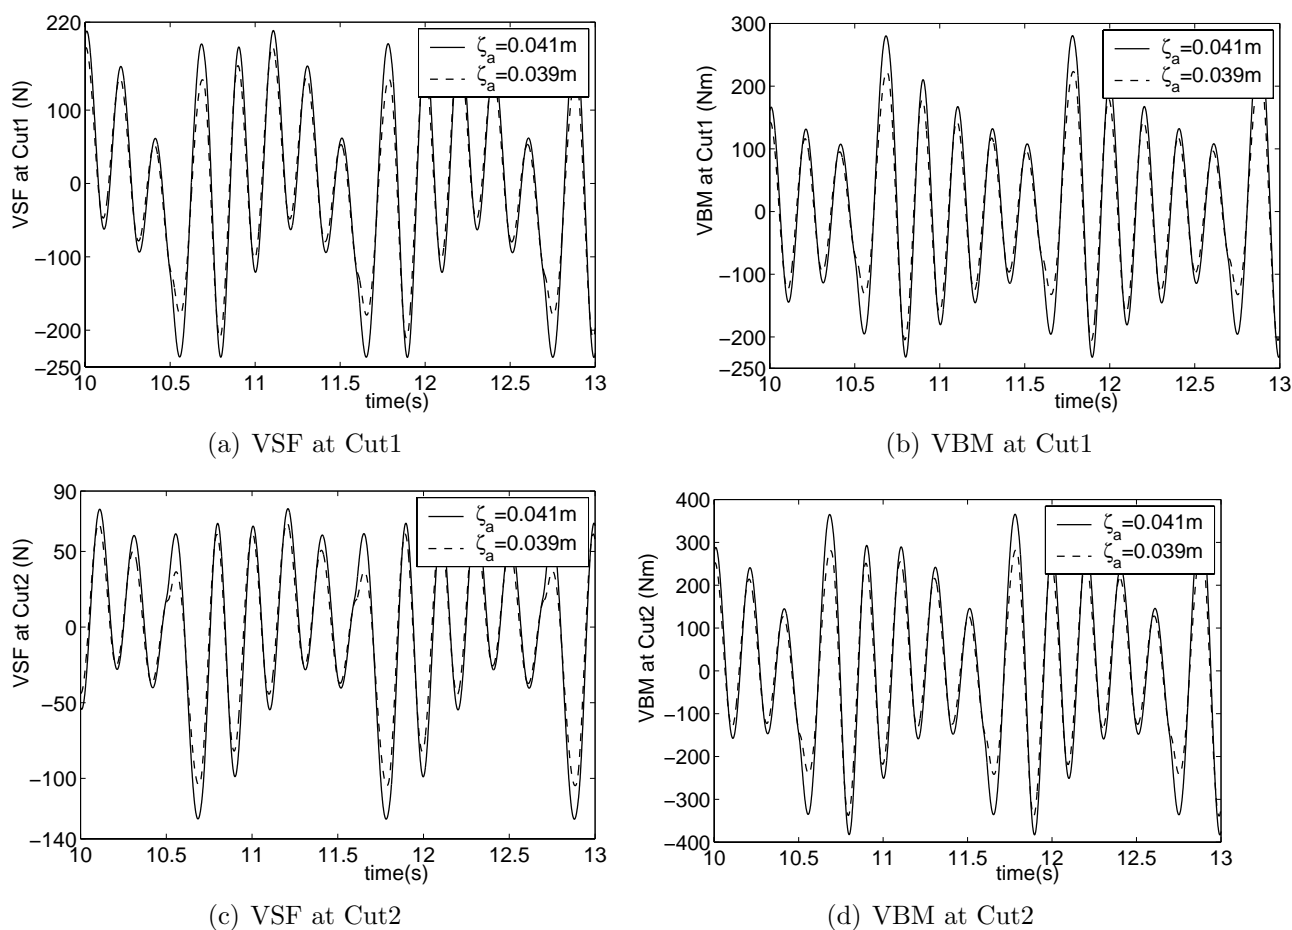 220
100
0
−100
−200
−250
10
10.5
11
11.5
12
12.5
13
VSF at Cut1 (N)
time(s)
ζa=0.041m
ζa=0.039m
(a) VSF at Cut1
300
200
100
0
−100
−200
−250
10
10.5
11
11.5
12
12.5
13
VBM at Cut1 (Nm)
time(s)
ζa=0.041m
ζa=0.039m
(b) VBM at Cut1
90
50
0
−50
−100
−140
10
10.5
11
11.5
12
12.5
13
VSF at Cut2 (N)
time(s)
ζa=0.041m
ζa=0.039m
(c) VSF at Cut2
400
300
200
100
0
−100
−200
−300
−400
10
10.5
11
11.5
12
12.5
13
VBM at Cut2 (Nm)
time(s)
ζa=0.041m
ζa=0.039m
(d) VBM at Cut2